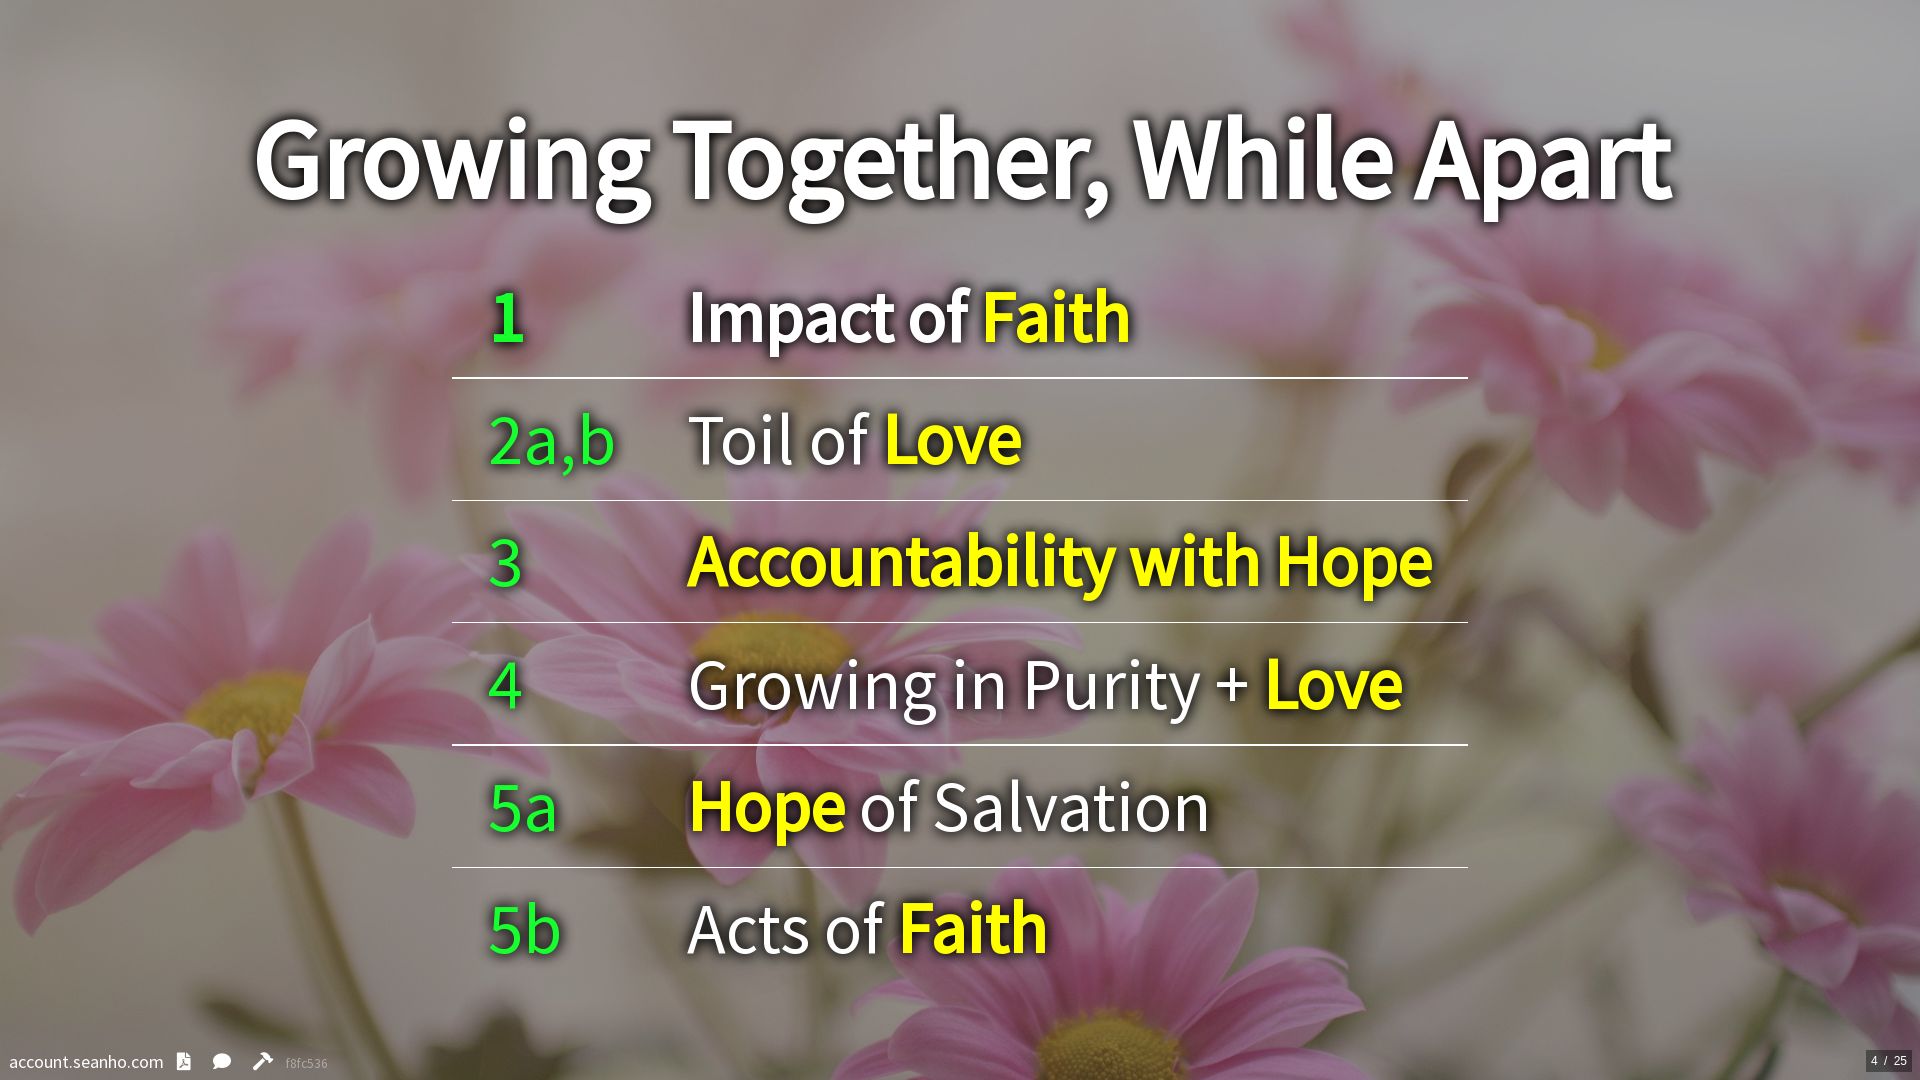 Growing Together, While Apart
1 Impact of Faith
2a,b Toil of Love
3 Accountability with Hope
4 Growing in Purity + Love
5a Hope of Salvation
5b Acts of Faith
account.seanho.com f8fc536
4 / 25